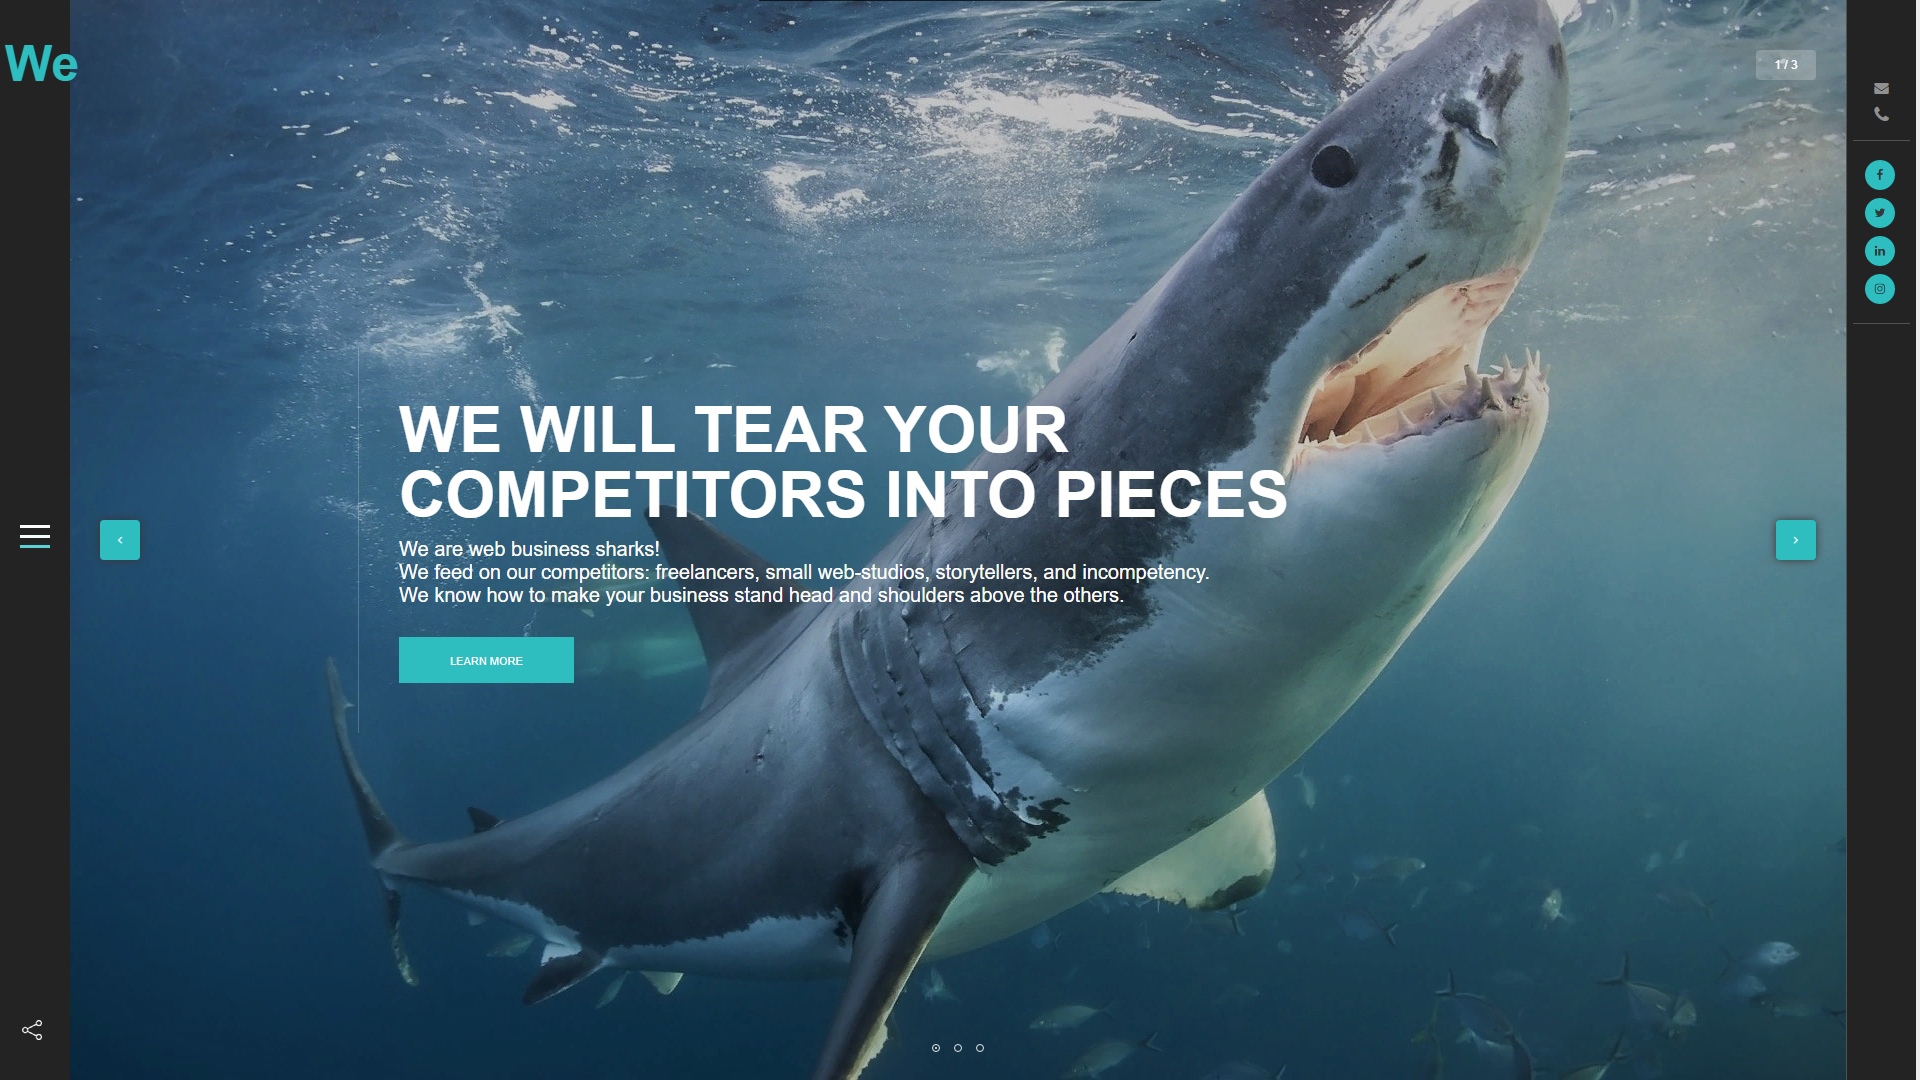 We
1 / 3
WE WILL TEAR YOUR
COMPETITORS INTO PIECES
We are web business sharks!
We feed on our competitors: freelancers, small web-studios, storytellers, and incompetency.
We know how to make your business stand head and shoulders above the others.
LEARN MORE